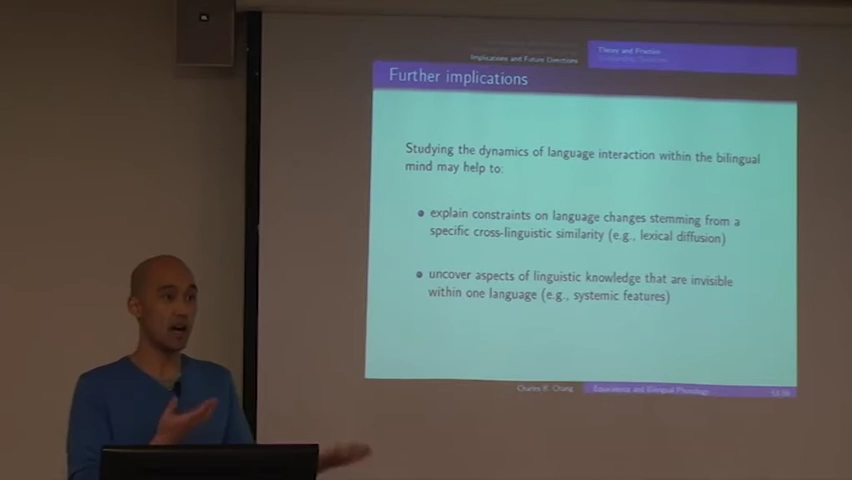 Implications and Future Directions
Theory and Practice
Further implications
Studying the dynamics of language interaction within the bilingual
mind may help to:
explain constraints on language changes stemming from a
specific cross-linguistic similarity (e.g., lexical diffusion)
uncover aspects of linguistic knowledge that are invisible
within one language (e.g., systemic features)
Charles B. Chang
and Bilingual Phonology